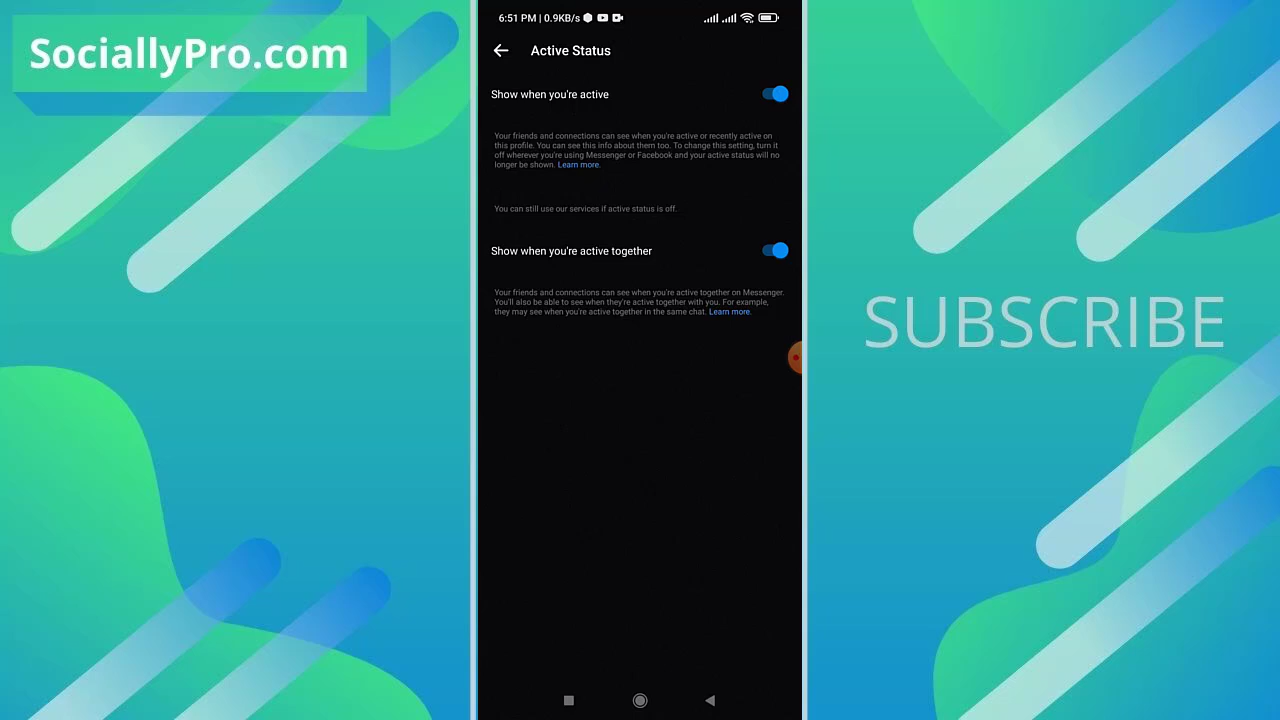 SociallyPro.com
6:51 PM | 0.9KB/s
Active Status
Show when you're active
Your friends and connections can see when you're active or recently active on
this profile. You can see this info about them too. To change this setting, turn it
off wherever you're using Messenger or Facebook and your active status will no
longer be shown. Learn more.
You can still use our services if active status is off.
Show when you're active together
Your friends and connections can see when you're active together on Messenger.
You'll also be able to see when they're active together with you. For example,
they may see when you're active together in the same chat. Learn more.
SUBSCRIBE